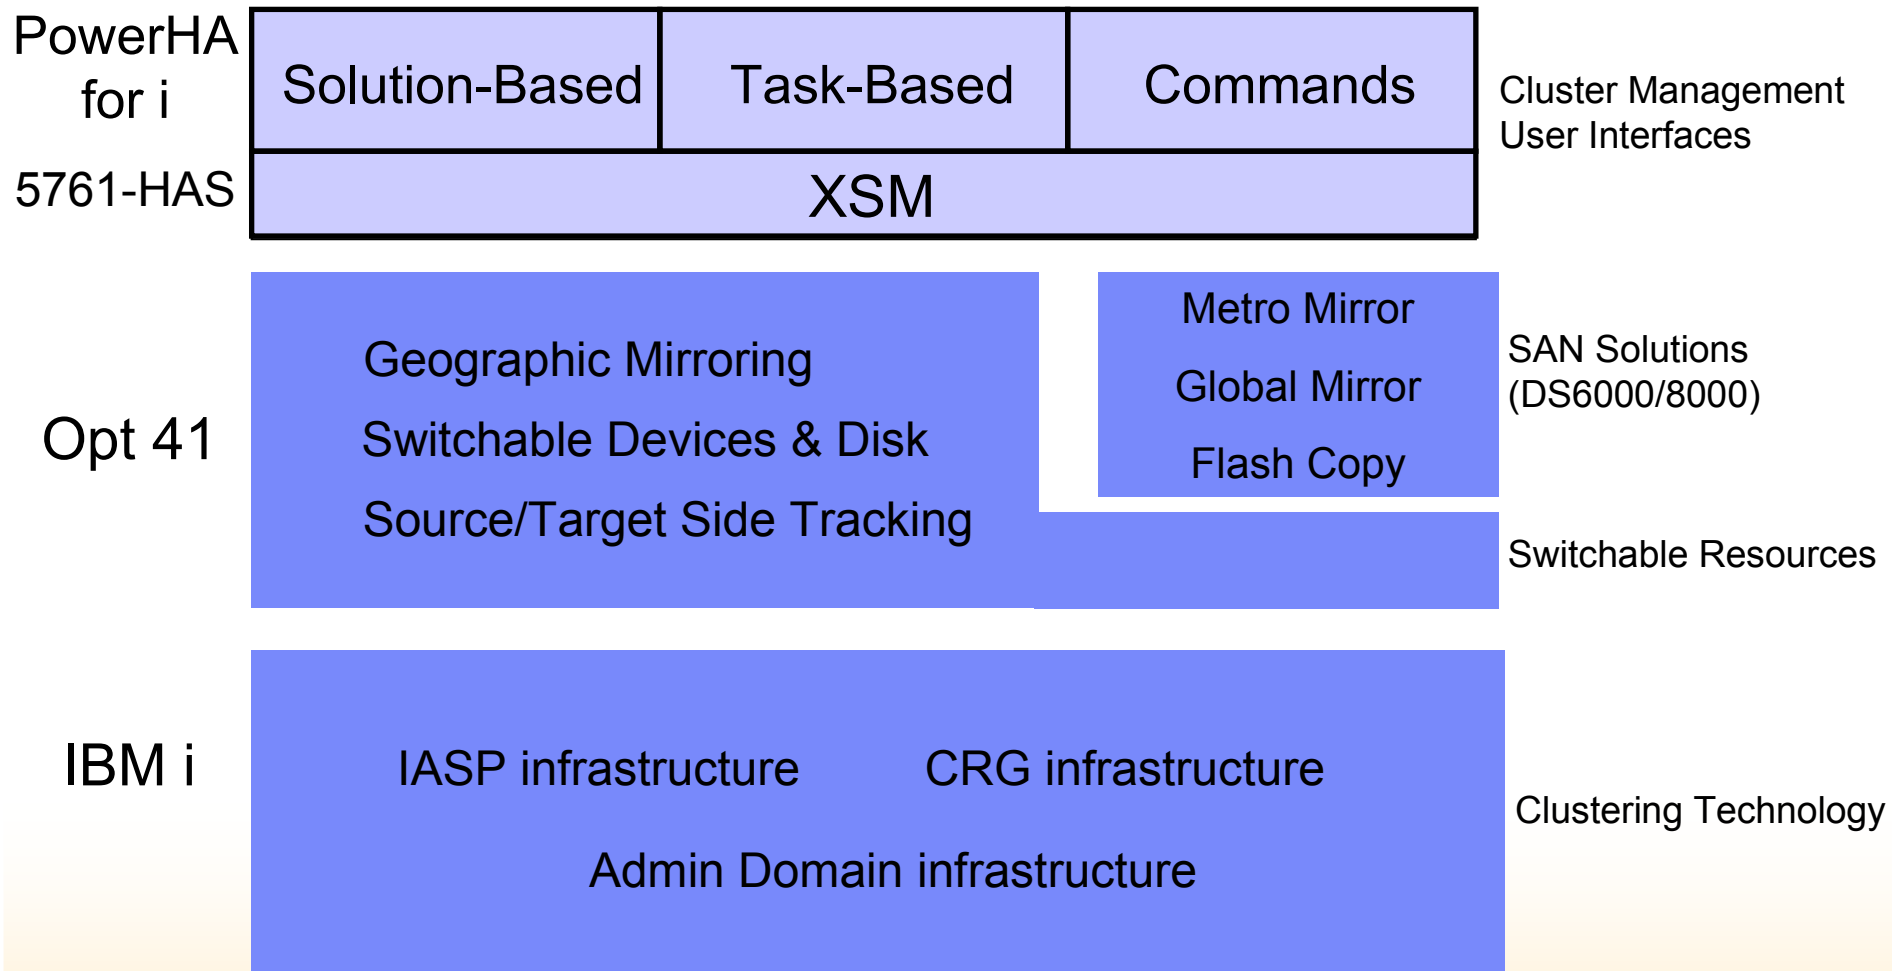 PowerHA
for i
5761-HAS
Solution-Based
Task-Based
Commands
XSM
Cluster Management
User Interfaces
Opt 41
Geographic Mirroring
Switchable Devices & Disk
Source/Target Side Tracking
Metro Mirror
Global Mirror
Flash Copy
SAN Solutions
(DS6000/8000)
Switchable Resources
IBM i
IASP infrastructure
CRG infrastructure
Admin Domain infrastructure
Clustering Technology